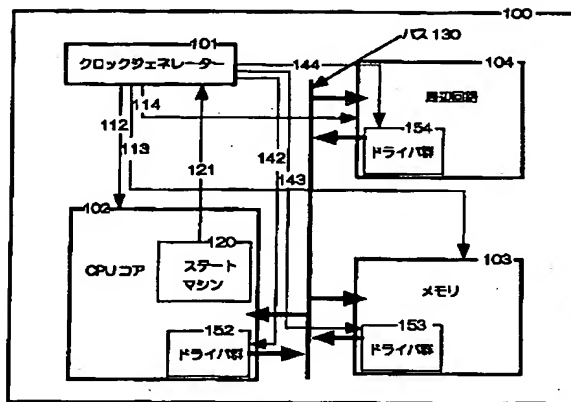 100
101
クロックジェネレーター
144
バス 130
104
周辺回路
114
112
113
154
ドライバ群
121
142
143
102
120
CPUコア
ステート
マシン
152
ドライバ群
103
メモリ
153
ドライバ群